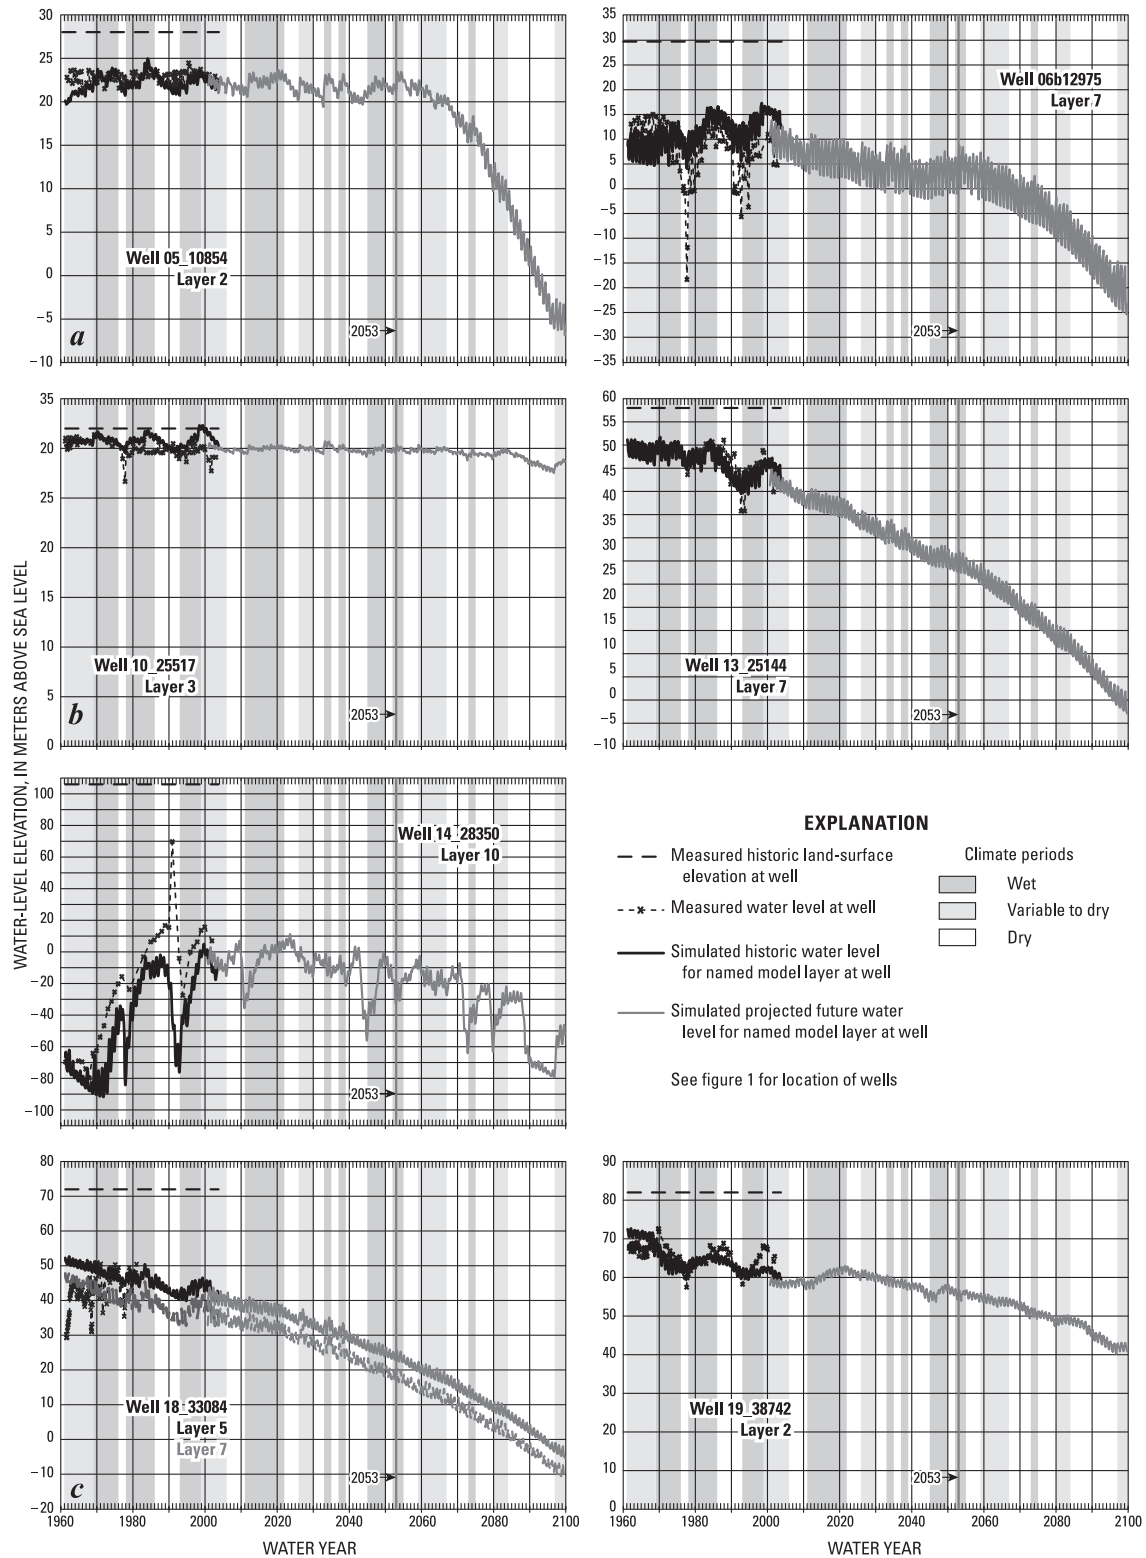 WATER-LEVEL ELEVATION, IN METERS ABOVE SEA LEVEL
30
25
20
15
10
5
0
−5
−10
Well 05_10854
Layer 2
2053
a
35
30
25
20
15
10
5
0
−5
−10
−15
−20
−25
−30
−35
Well 06b12975
Layer 7
2053
35
20
25
20
15
10
5
0
Well 10_25517
Layer 3
2053
b
60
55
50
45
40
35
30
25
20
15
10
5
0
−5
−10
Well 13_25144
Layer 7
2053
100
80
60
40
20
0
−20
−40
−60
−80
−100
Well 14_28350
Layer 10
2053
EXPLANATION
Measured historic land-surface
elevation at well
Measured water level at well
Simulated historic water level
for named model layer at well
Simulated projected future water
level for named model layer at well
See figure 1 for location of wells
Climate periods
Wet
Variable to dry
Dry
80
70
60
50
40
30
20
10
0
−10
−20
Well 18_33084
Layer 5
Layer 7
2053
c
1960 1980 2000 2020 2040 2060 2080 2100
WATER YEAR
90
80
70
60
50
40
30
20
10
0
Well 19_38742
Layer 2
2053
1960 1980 2000 2020 2040 2060 2080 2100
WATER YEAR